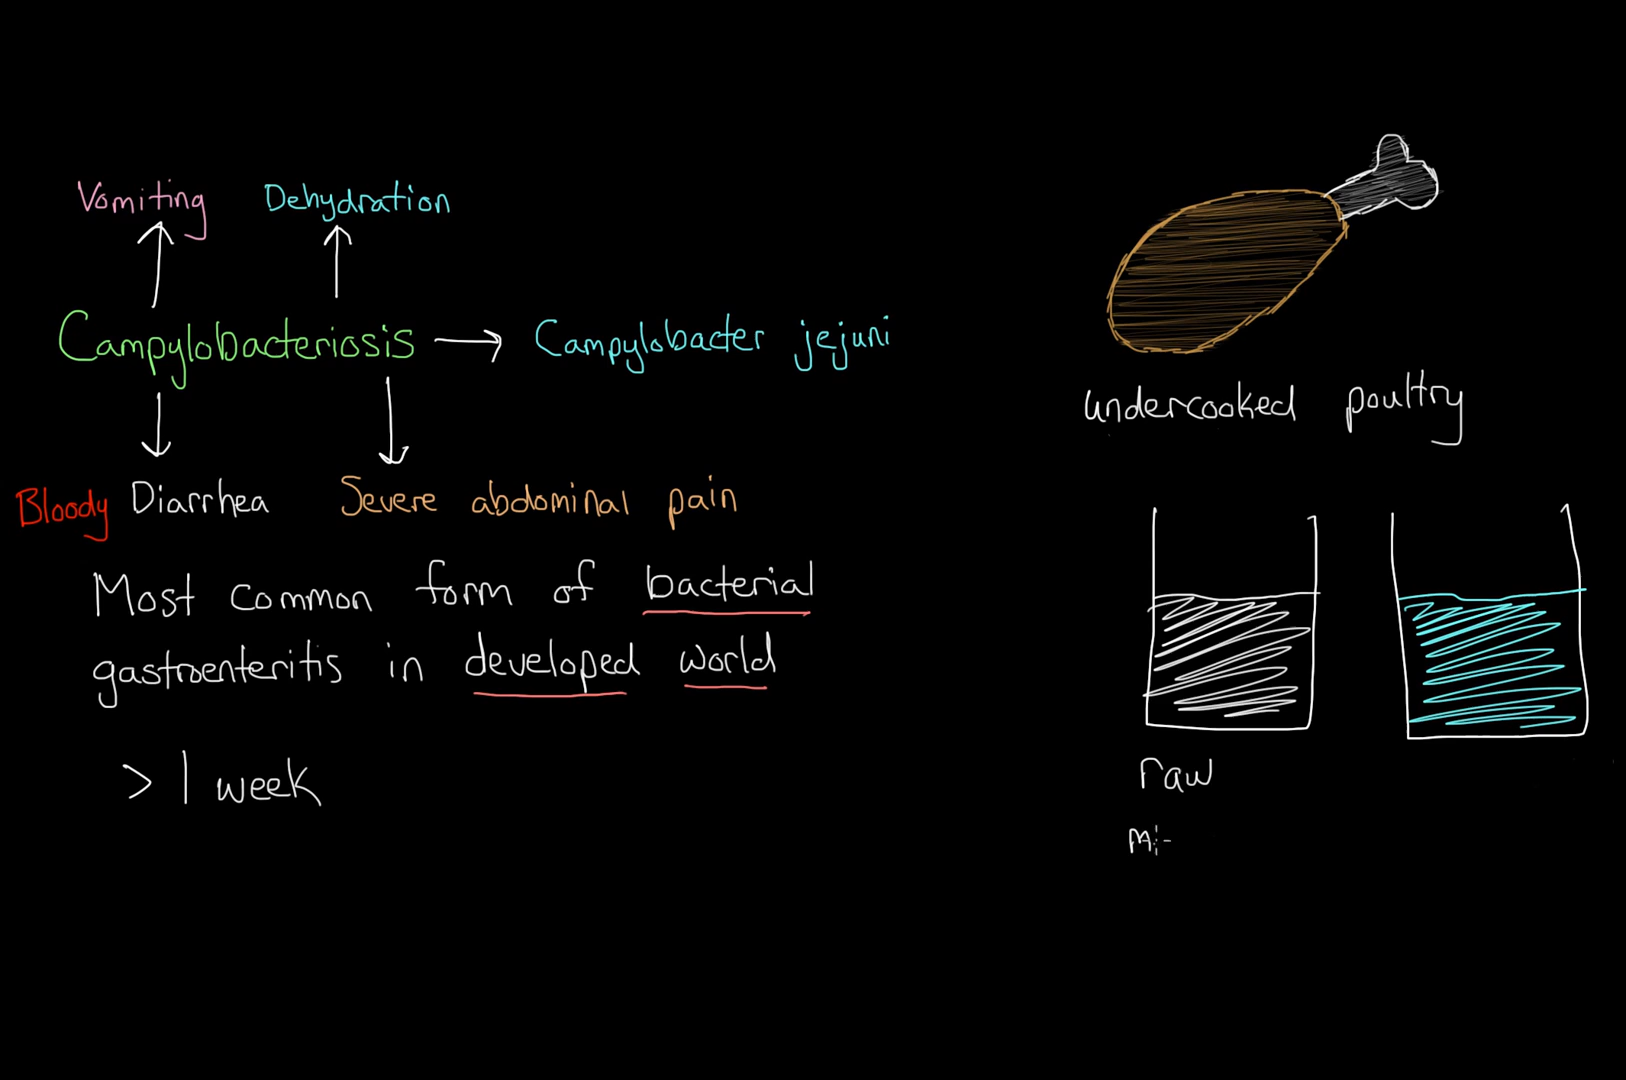 Vomiting Dehydration
Campylobacteriosis → Campylobacter jejuni
Bloody Diarrhea Severe abdominal pain
Most common form of bacterial
gastroenteritis in developed world
> 1 week
undercooked poultry
raw